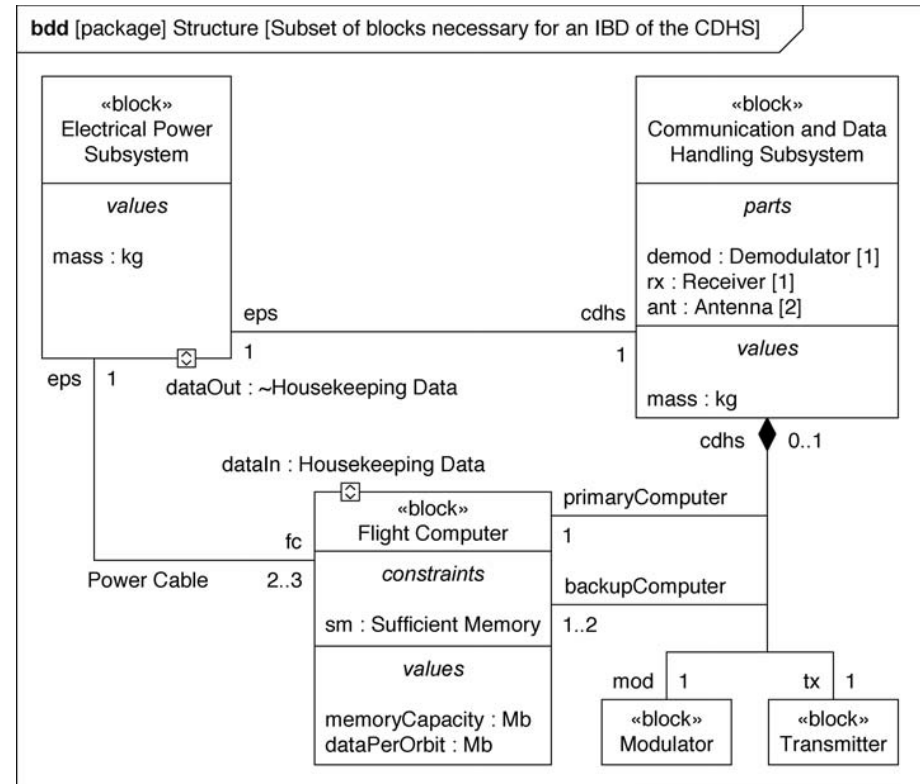 bdd [package] Structure [Subset of blocks necessary for an IBD of the CDHS]
«block»
Electrical Power
Subsystem
values
mass : kg
«block»
Communication and Data
Handling Subsystem
parts
demod : Demodulator [1]
rx : Receiver [1]
ant : Antenna [2]
values
mass : kg
eps
cdhs
1
1
eps
1
dataOut : ~Housekeeping Data
cdhs
0..1
dataIn : Housekeeping Data
«block»
Flight Computer
constraints
sm : Sufficient Memory
values
memoryCapacity : Mb
dataPerOrbit : Mb
fc
Power Cable
2..3
primaryComputer
1
backupComputer
1..2
mod
1
tx
1
«block»
Modulator
«block»
Transmitter